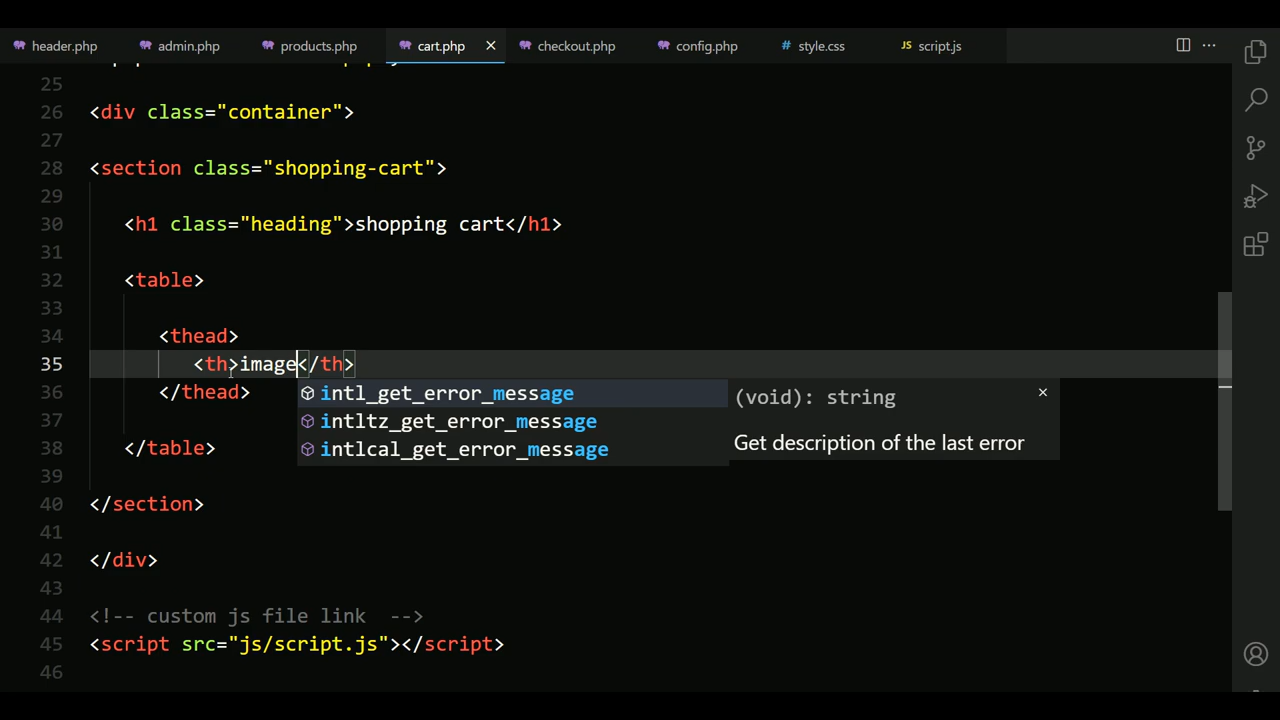 header.php admin.php products.php cart.php checkout.php config.php # style.css JS script.js
25
26 <div class="container">
27
28 <section class="shopping-cart">
29
30 <h1 class="heading">shopping cart</h1>
31
32 <table>
33
34 <thead>
35 <th>image</th>
36 </thead>
intl_get_error_message (void): string
37
intltz_get_error_message
38 </table>
intlcal_get_error_message Get description of the last error
39
40 </section>
41
42 </div>
43
44 <!-- custom js file link -->
45 <script src="js/script.js"></script>
46